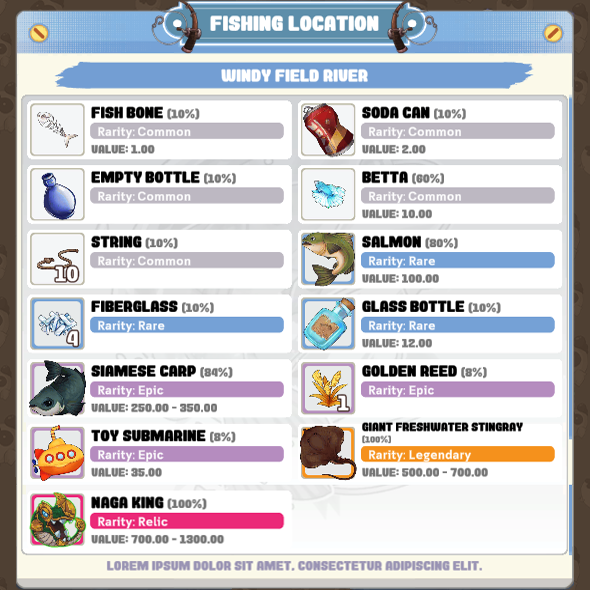 FISHING LOCATION
WINDY FIELD RIVER
FISH BONE (10%)
Rarity: Common
VALUE: 1.00
SODA CAN (10%)
Rarity: Common
VALUE: 2.00
EMPTY BOTTLE (10%)
Rarity: Common
BETTA (60%)
Rarity: Common
VALUE: 10.00
STRING (10%)
Rarity: Common
10
SALMON (80%)
Rarity: Rare
VALUE: 100.00
FIBERGLASS (10%)
Rarity: Rare
4
GLASS BOTTLE (10%)
Rarity: Rare
VALUE: 12.00
SIAMESE CARP (84%)
Rarity: Epic
VALUE: 250.00 - 350.00
GOLDEN REED (8%)
Rarity: Epic
1
TOY SUBMARINE (8%)
Rarity: Epic
VALUE: 35.00
GIANT FRESHWATER STINGRAY
(100%)
Rarity: Legendary
VALUE: 500.00 - 700.00
NAGA KING (100%)
Rarity: Relic
VALUE: 700.00 - 1300.00
LOREM IPSUM DOLOR SIT AMET. CONSECTETUR ADIPISCING ELIT.